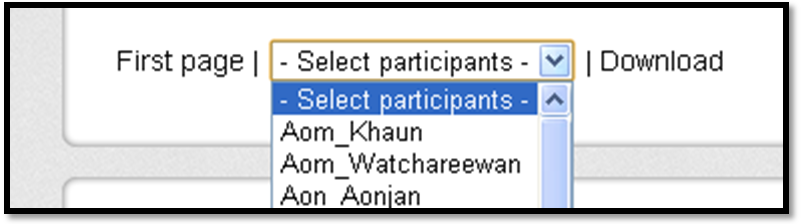 First page | - Select participants - | Download
- Select participants -
Aom_Khaun
Aom_Watchareewan
Aon_Aonjan